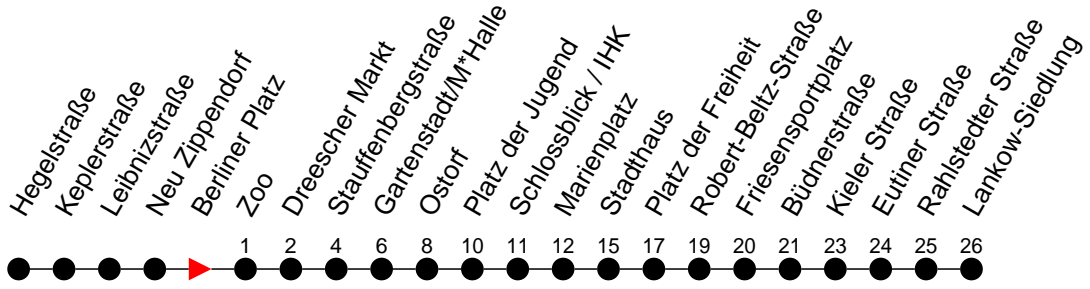 Hegelstraße
Keplerstraße
Leibnizstraße
Neu Zippendorf
Berliner Platz
Zoo
Dreescher Markt
Stauffenbergstraße
Gartenstadt/M*Halle
Ostorf
Platz der Jugend
Schlossblick / IHK
Marienplatz
Stadthaus
Platz der Freiheit
Robert-Beltz-Straße
Friesensportplatz
Büdnerstraße
Kieler Straße
Eutiner Straße
Rahlstedter Straße
Lankow-Siedlung
1 2 4 6 8 10 11 12 15 17 19 20 21 23 24 25 26